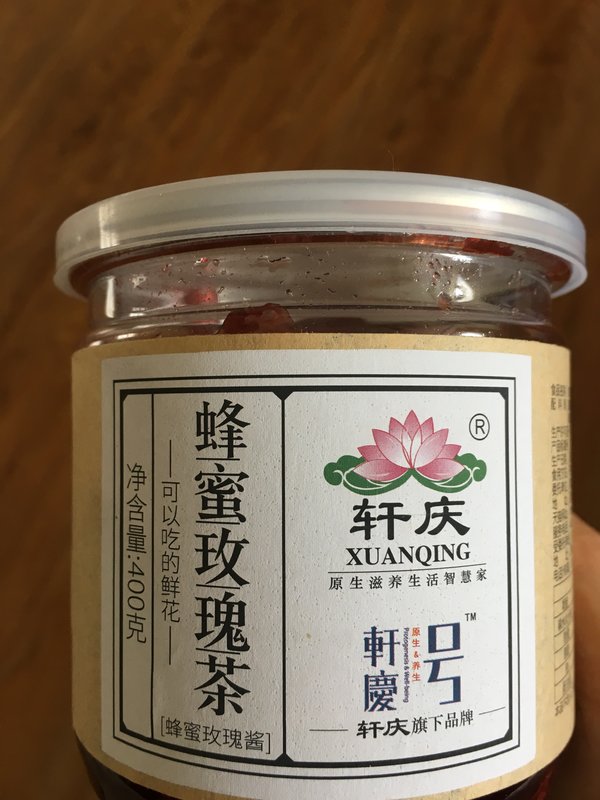 蜂蜜玫瑰茶
可以吃的鲜花
净含量:400克
[蜂蜜玫瑰酱]
®
轩庆
XUANQING
原生滋养生活智慧家
軒慶
原生&养生
号
TM
轩庆旗下品牌